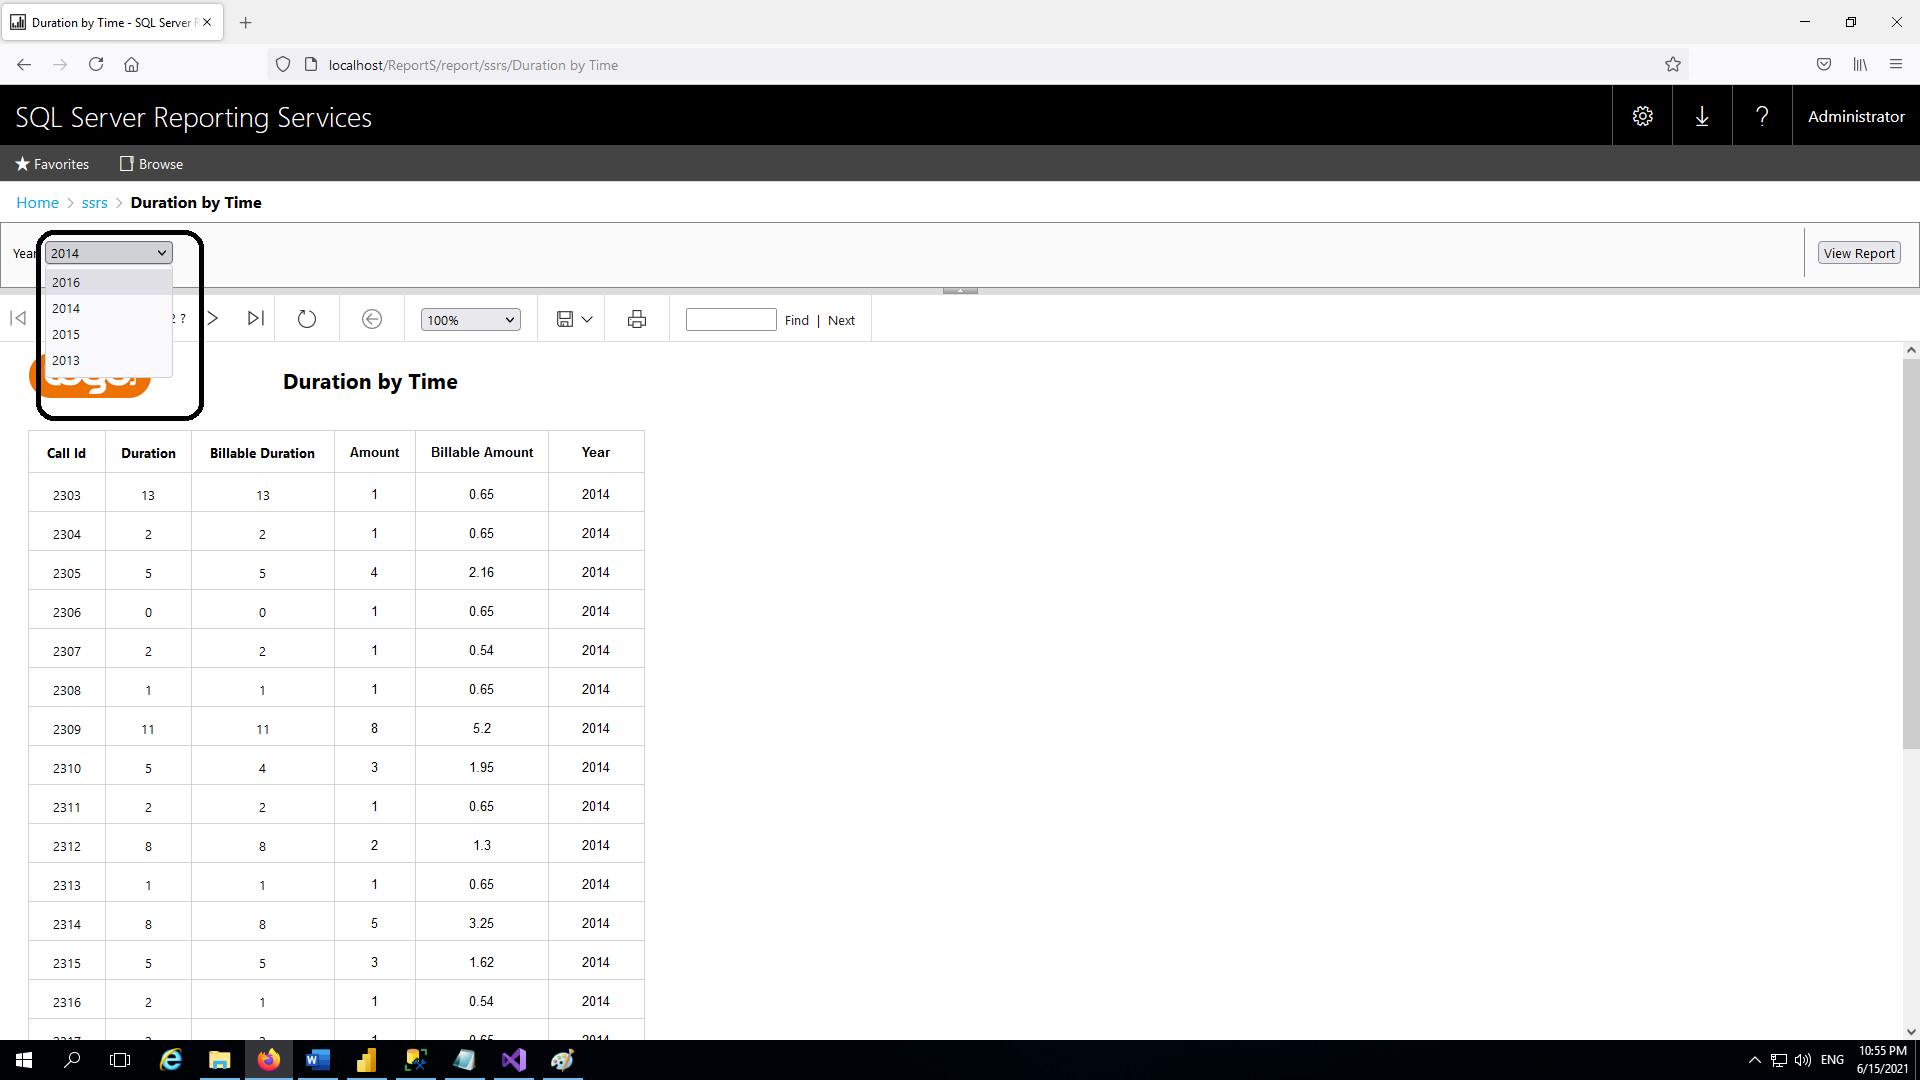 Duration by Time - SQL Server R
localhost/ReportS/report/ssrs/Duration by Time
SQL Server Reporting Services
Administrator
Favorites Browse
Home > ssrs > Duration by Time
Year 2014 View Report
2016
2014
2015
2013
2 ?
100%
Find | Next
Duration by Time
Call Id Duration Billable Duration Amount Billable Amount Year
2303 13 13 1 0.65 2014
2304 2 2 1 0.65 2014
2305 5 5 4 2.16 2014
2306 0 0 1 0.65 2014
2307 2 2 1 0.54 2014
2308 1 1 1 0.65 2014
2309 11 11 8 5.2 2014
2310 5 4 3 1.95 2014
2311 2 2 1 0.65 2014
2312 8 8 2 1.3 2014
2313 1 1 1 0.65 2014
2314 8 8 5 3.25 2014
2315 5 5 3 1.62 2014
2316 2 1 1 0.54 2014
ENG
10:55 PM
6/15/2021